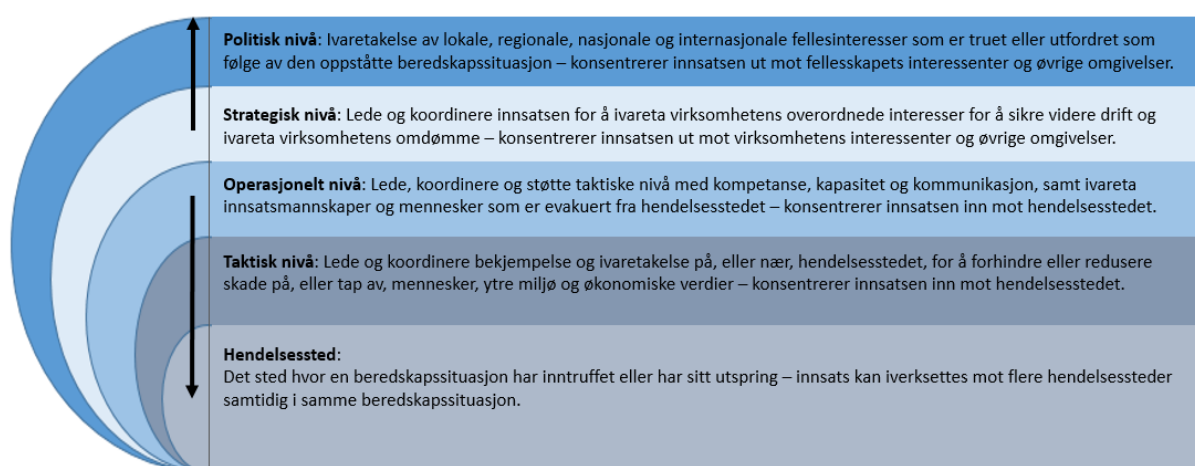 Politisk nivå: Ivaretakelse av lokale, regionale, nasjonale og internasjonale fellesinteresser som er truet eller utfordret som
følge av den oppståtte beredskapssituasjon – konsentrerer innsatsen ut mot fellesskapets interessenter og øvrige omgivelser.
Strategisk nivå: Lede og koordinere innsatsen for å ivareta virksomhetens overordnede interesser for å sikre videre drift og
ivareta virksomhetens omdømme – konsentrerer innsatsen ut mot virksomhetens interessenter og øvrige omgivelser.
Operasjonelt nivå: Lede, koordinere og støtte taktiske nivå med kompetanse, kapasitet og kommunikasjon, samt ivareta
innsatsmannskaper og mennesker som er evakuert fra hendelsesstedet – konsentrerer innsatsen inn mot hendelsesstedet.
Taktisk nivå: Lede og koordinere bekjempelse og ivaretakelse på, eller nær, hendelsesstedet, for å forhindre eller redusere
skade på, eller tap av, mennesker, ytre miljø og økonomiske verdier – konsentrerer innsatsen inn mot hendelsesstedet.
Hendelsessted:
Det sted hvor en beredskapssituasjon har inntruffet eller har sitt utspring – innsats kan iverksettes mot flere hendelsessteder
samtidig i samme beredskapssituasjon.